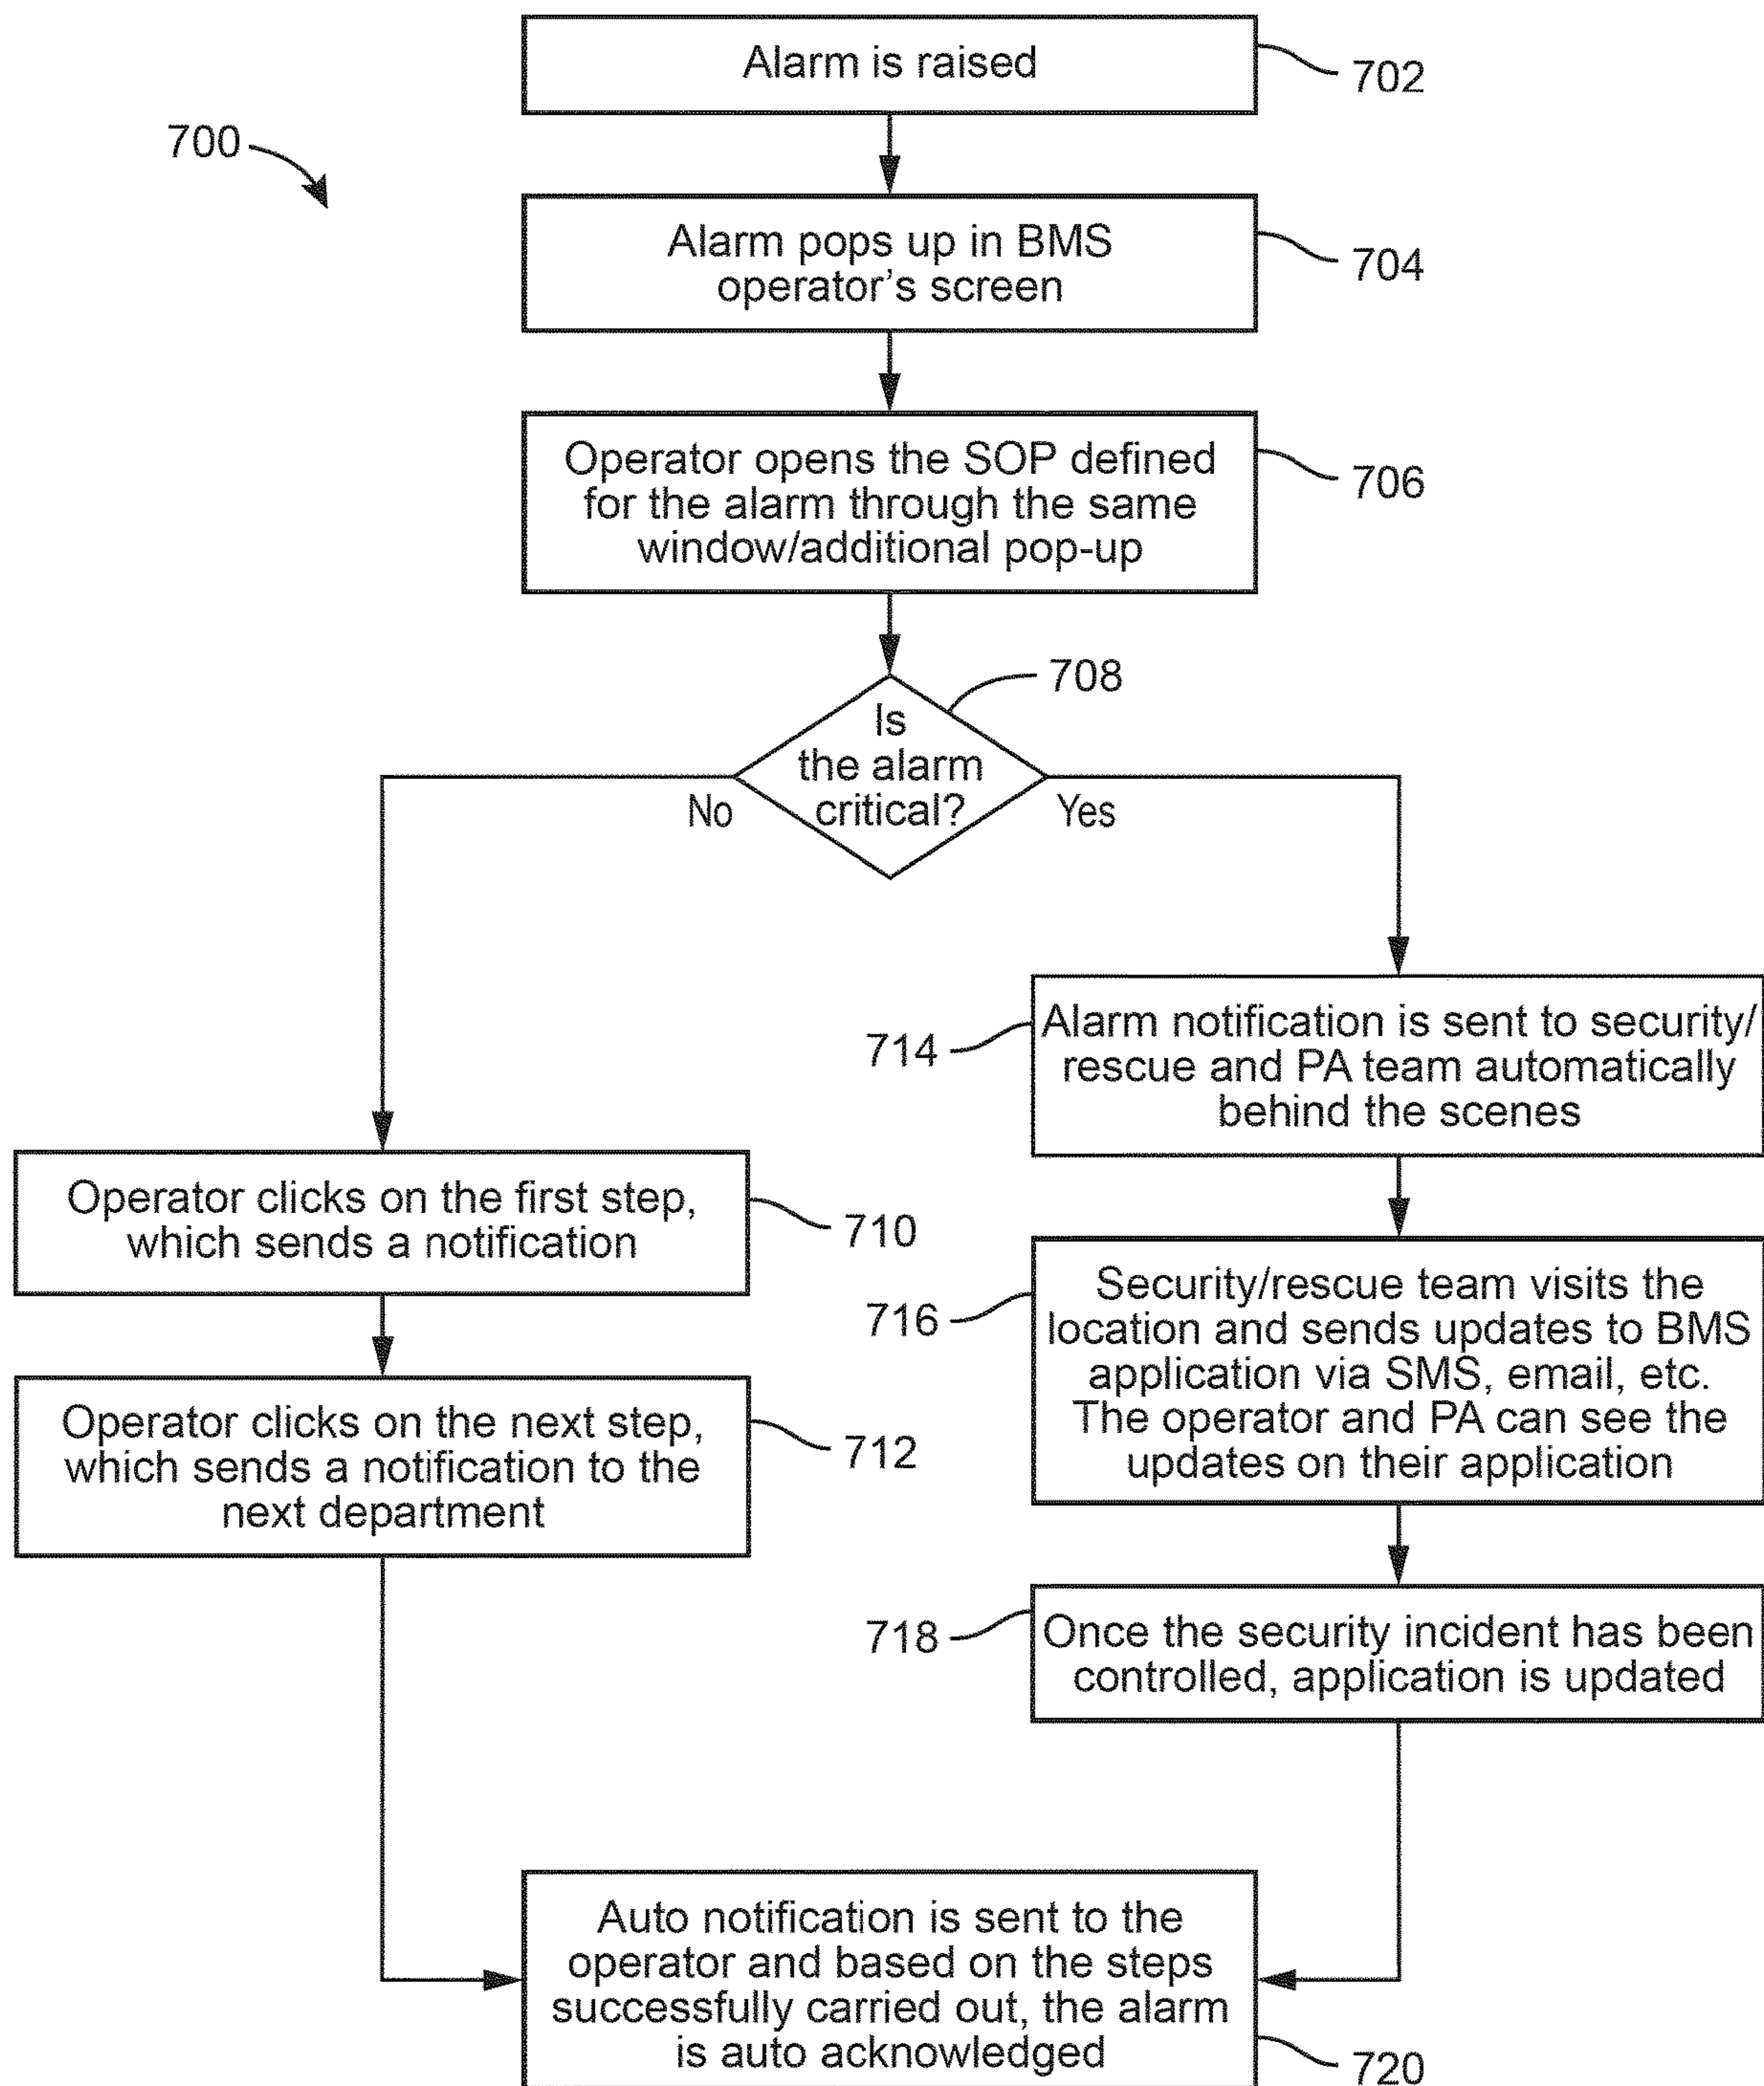 Alarm is raised
702
700
Alarm pops up in BMS
operator's screen
704
Operator opens the SOP defined
for the alarm through the same
window/additional pop-up
706
708
Is
the alarm
critical?
No
Yes
714
Alarm notification is sent to security/
rescue and PA team automatically
behind the scenes
Operator clicks on the first step,
which sends a notification
710
716
Security/rescue team visits the
location and sends updates to BMS
application via SMS, email, etc.
The operator and PA can see the
updates on their application
Operator clicks on the next step,
which sends a notification to the
next department
712
718
Once the security incident has been
controlled, application is updated
Auto notification is sent to the
operator and based on the steps
successfully carried out, the alarm
is auto acknowledged
720